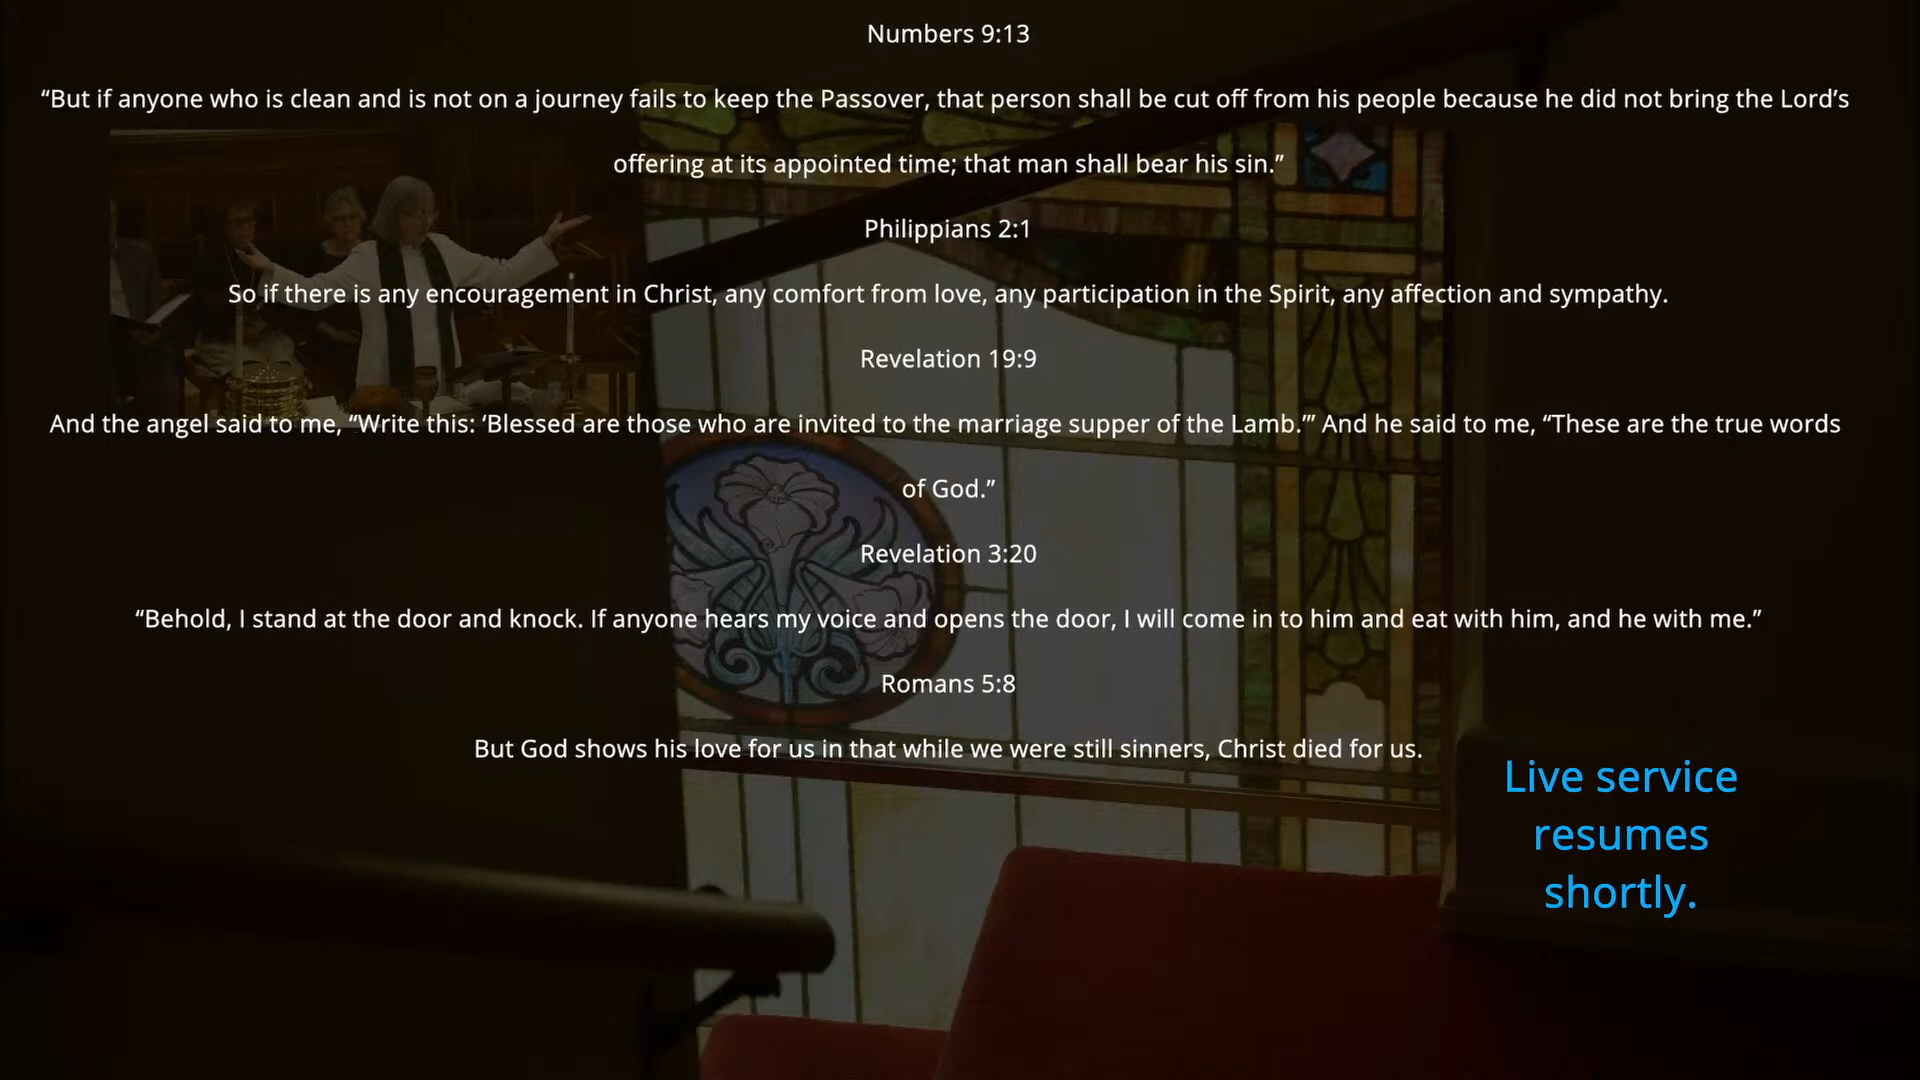 Numbers 9:13
“But if anyone who is clean and is not on a journey fails to keep the Passover, that person shall be cut off from his people because he did not bring the Lord’s
offering at its appointed time; that man shall bear his sin.”
Philippians 2:1
So if there is any encouragement in Christ, any comfort from love, any participation in the Spirit, any affection and sympathy.
Revelation 19:9
And the angel said to me, “Write this: ‘Blessed are those who are invited to the marriage supper of the Lamb.’” And he said to me, “These are the true words
of God.”
Revelation 3:20
“Behold, I stand at the door and knock. If anyone hears my voice and opens the door, I will come in to him and eat with him, and he with me.”
Romans 5:8
But God shows his love for us in that while we were still sinners, Christ died for us.
Live service
resumes
shortly.